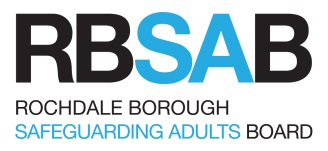 RBSAB
ROCHDALE BOROUGH
SAFEGUARDING ADULTS BOARD